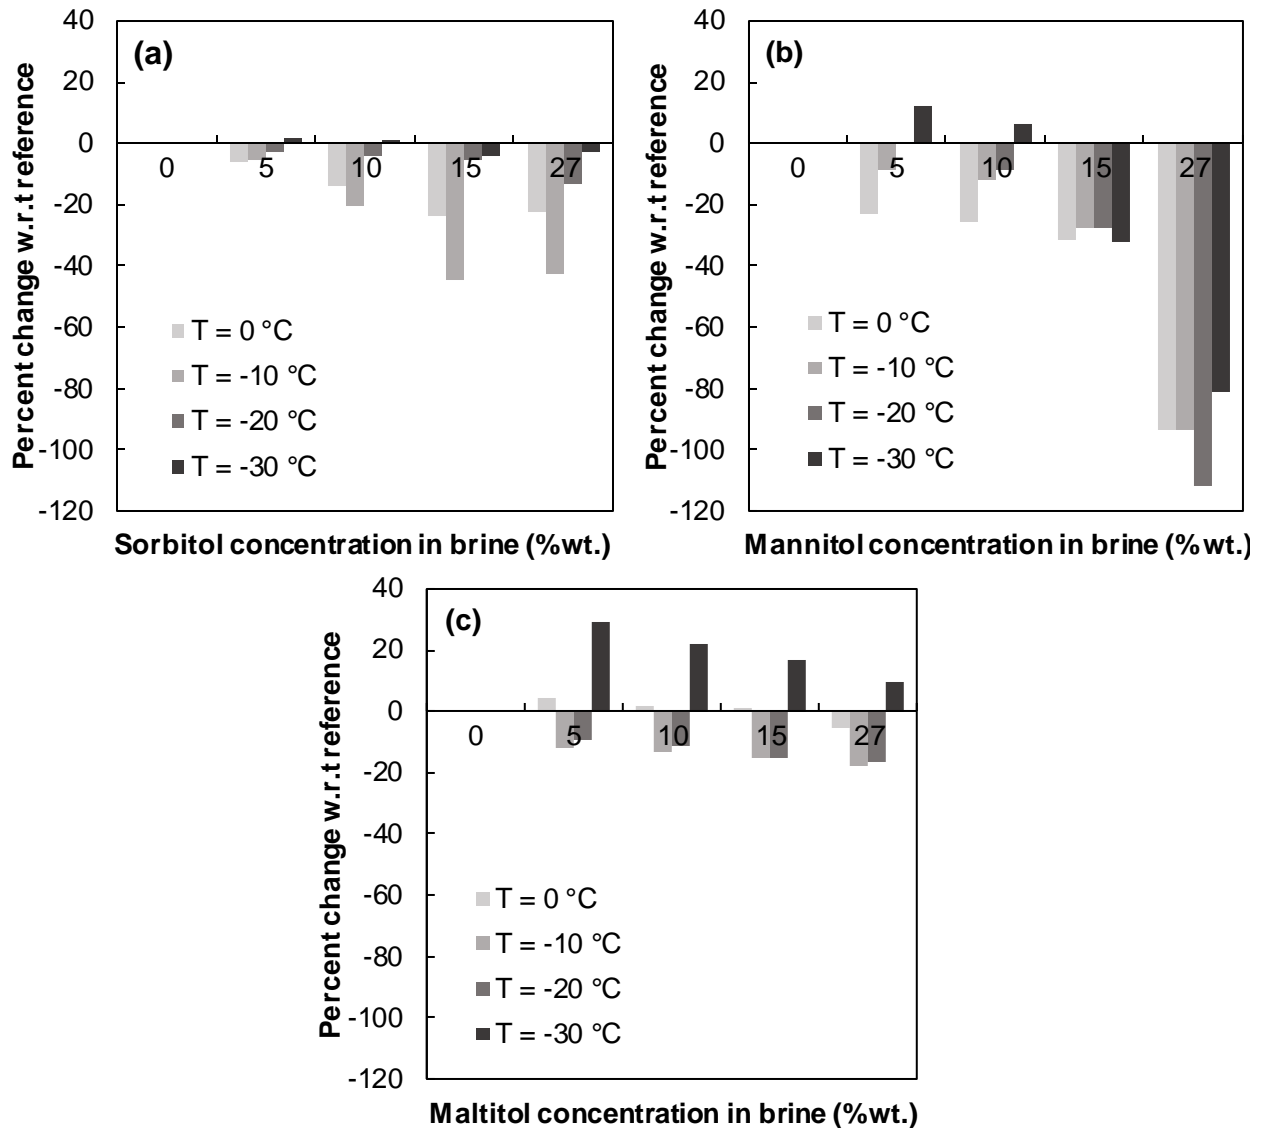 (a)
Percent change w.r.t reference
40
20
0
-20
-40
-60
-80
-100
-120
0 5 10 15 27
T = 0 °C
T = -10 °C
T = -20 °C
T = -30 °C
Sorbitol concentration in brine (%wt.)
(b)
Percent change w.r.t reference
40
20
0
-20
-40
-60
-80
-100
-120
0 5 10 15 27
T = 0 °C
T = -10 °C
T = -20 °C
T = -30 °C
Mannitol concentration in brine (%wt.)
(c)
Percent change w.r.t reference
40
20
0
-20
-40
-60
-80
-100
-120
0 5 10 15 27
T = 0 °C
T = -10 °C
T = -20 °C
T = -30 °C
Maltitol concentration in brine (%wt.)